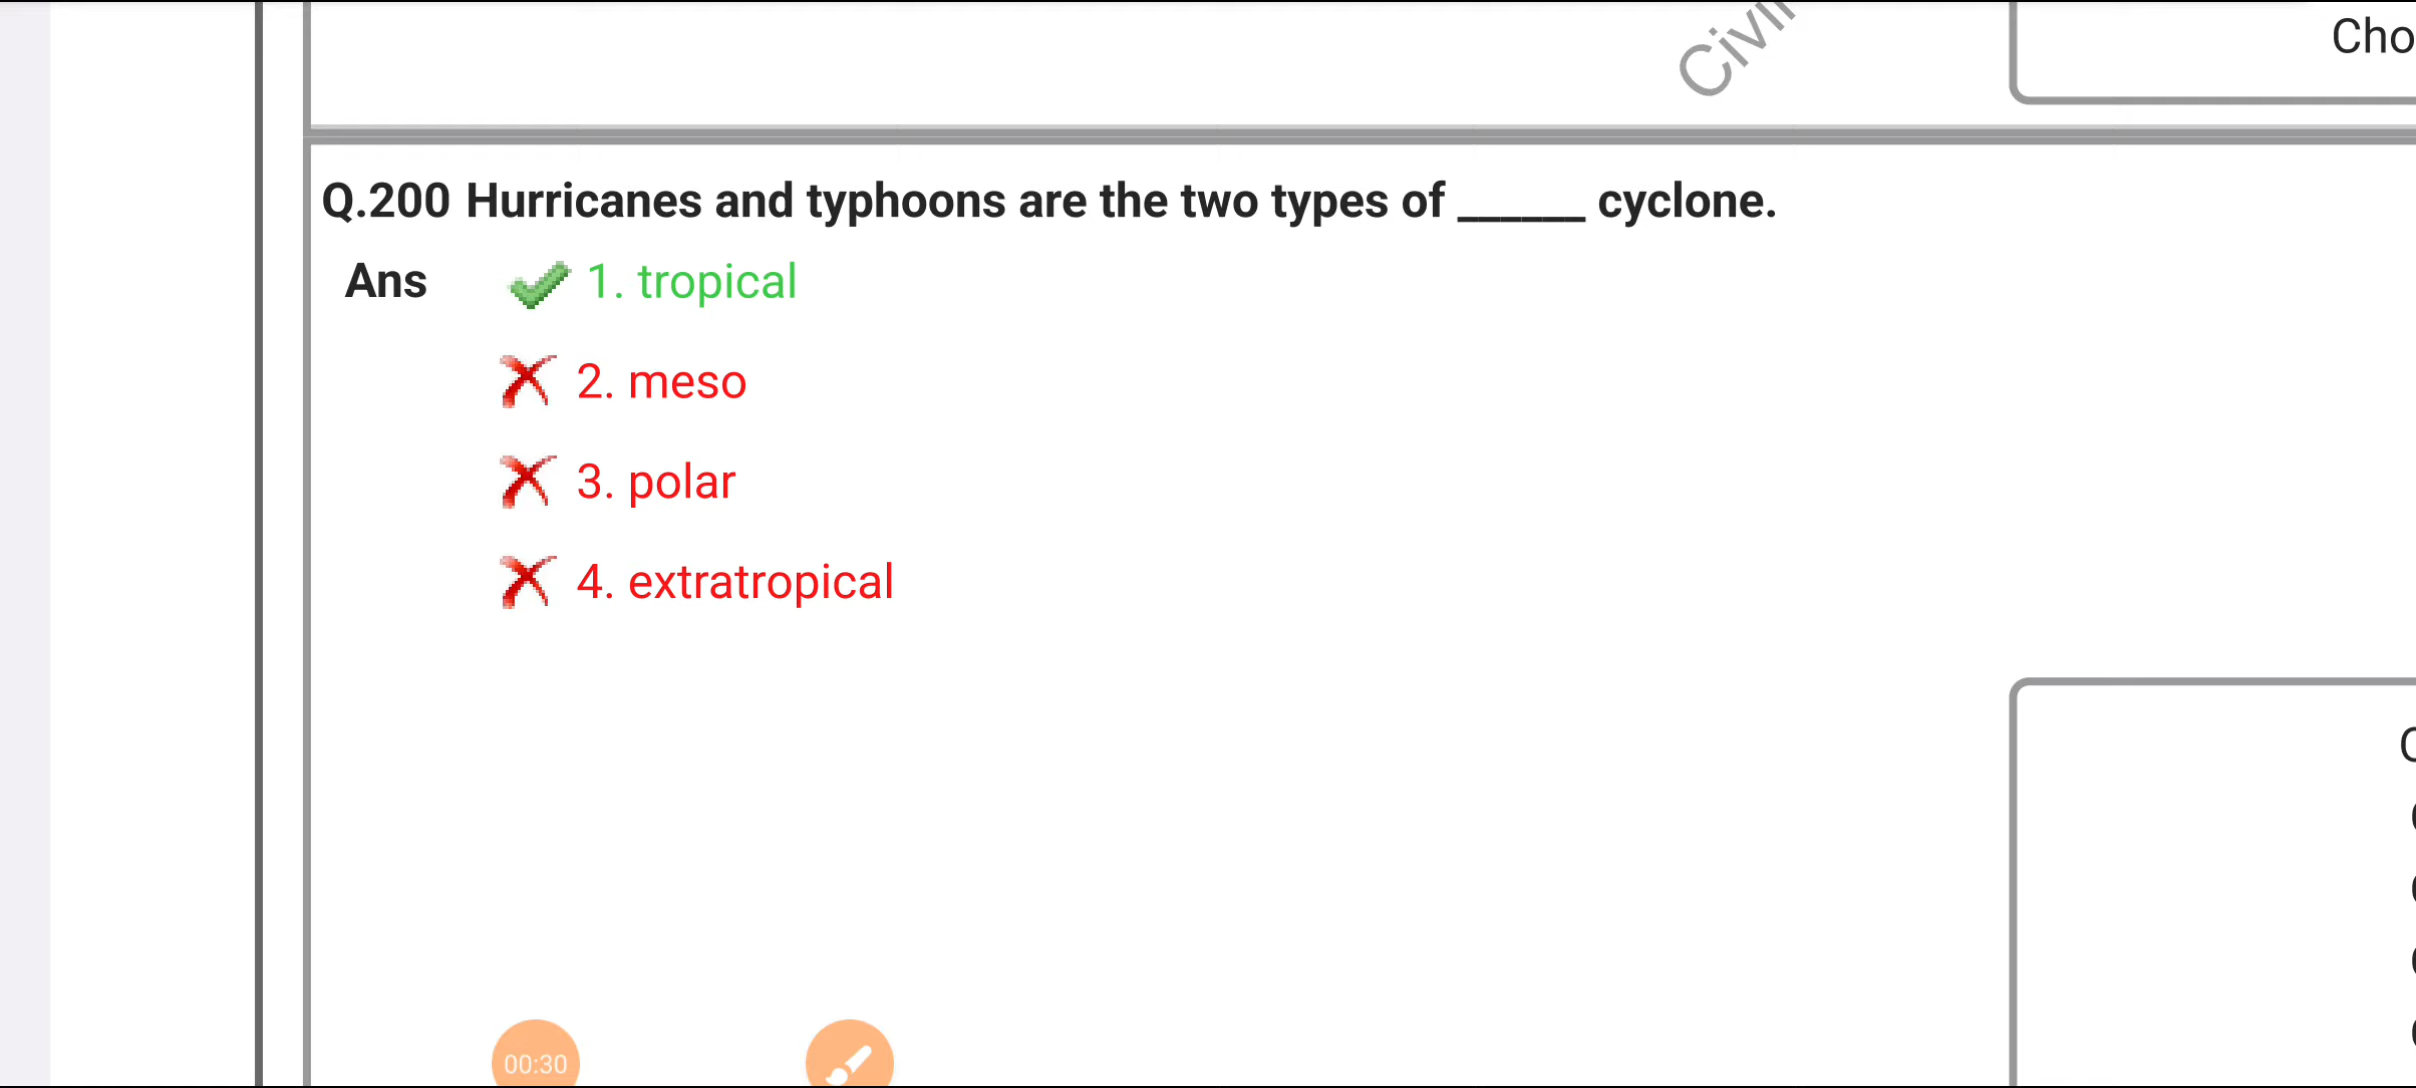 Cho
Q.200 Hurricanes and typhoons are the two types of ______ cyclone.
Ans 1. tropical
2. meso
3. polar
4. extratropical
00:30